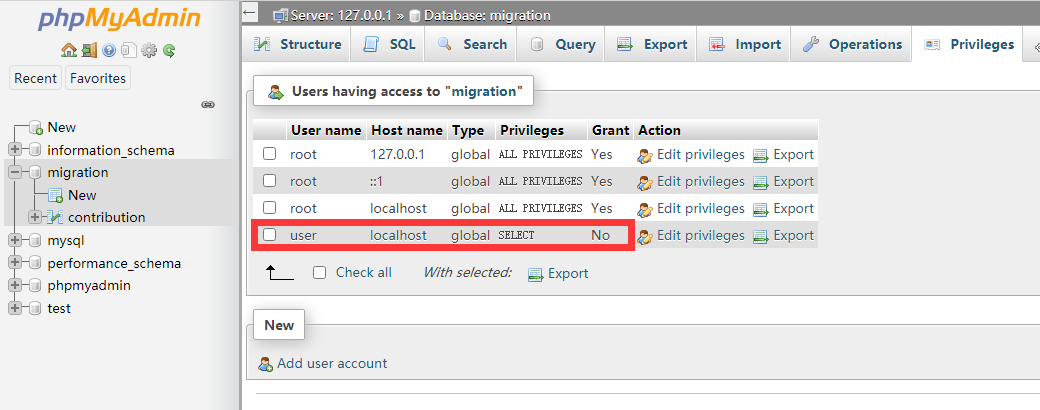 phpMyAdmin
Recent Favorites
New
information_schema
migration
New
contribution
mysql
performance_schema
phpmyadmin
test
Server: 127.0.0.1 » Database: migration
Structure SQL Search Query Export Import Operations Privileges
Users having access to "migration"
User name Host name Type Privileges Grant Action
root 127.0.0.1 global ALL PRIVILEGES Yes Edit privileges Export
root ::1 global ALL PRIVILEGES Yes Edit privileges Export
root localhost global ALL PRIVILEGES Yes Edit privileges Export
user localhost global SELECT No Edit privileges Export
Check all With selected: Export
New
Add user account